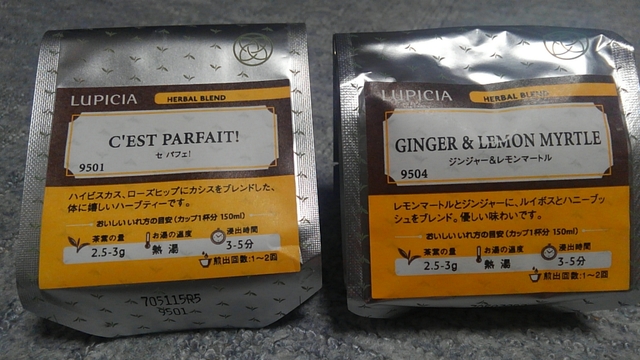 LUPICIA HERBAL BLEND
C'EST PARFAIT!
セ パフェ!
9501
ハイビスカス、ローズヒップにカシスをブレンドした、
体に嬉しいハーブティーです。
おいしいいれ方の目安(カップ1杯分 150ml)
茶葉の量 お湯の温度 浸出時間
2.5-3g 熱湯 3-5分
煎出回数:1〜2回
705115R5
9501
LUPICIA HERBAL BLEND
GINGER & LEMON MYRTLE
ジンジャー&レモンマートル
9504
レモンマートルとジンジャーに、ルイボスとハニーブッ
シュをブレンド。優しい味わいです。
おいしいいれ方の目安(カップ1杯分 150ml)
茶葉の量 お湯の温度 浸出時間
2.5-3g 熱湯 3-5分
煎出回数:1〜2回